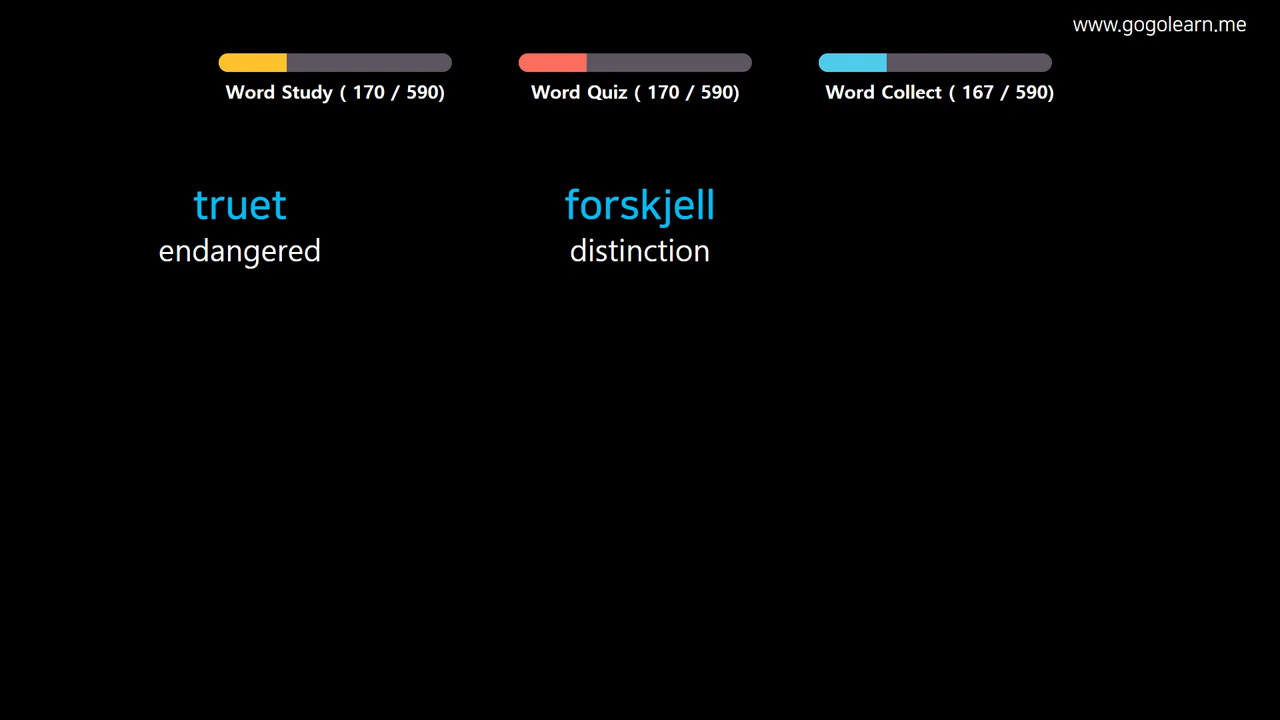 www.gogolearn.me
Word Study ( 170 / 590)
Word Quiz ( 170 / 590)
Word Collect ( 167 / 590)
truet
endangered
forskjell
distinction